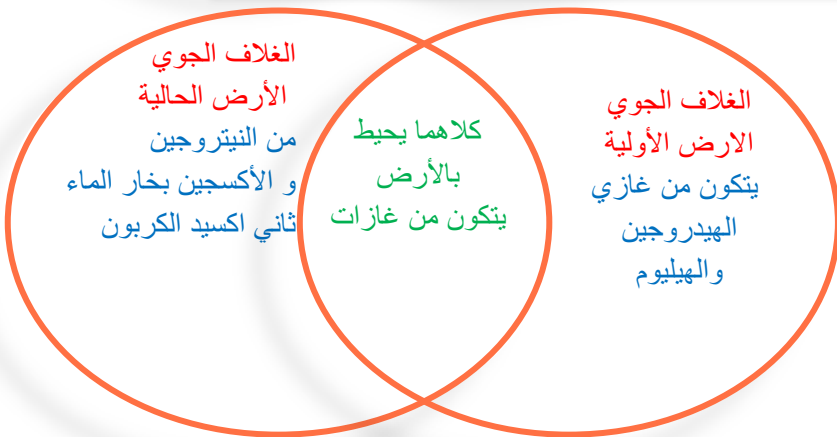 الغلاف الجوي
الارض الأولية
يتكون من غازي
الهيدروجين
والهيليوم
كلاهما يحيط
بالأرض
يتكون من غازات
الغلاف الجوي
الأرض الحالية
من النيتروجين
و الأكسجين بخار الماء
ثاني اكسيد الكربون